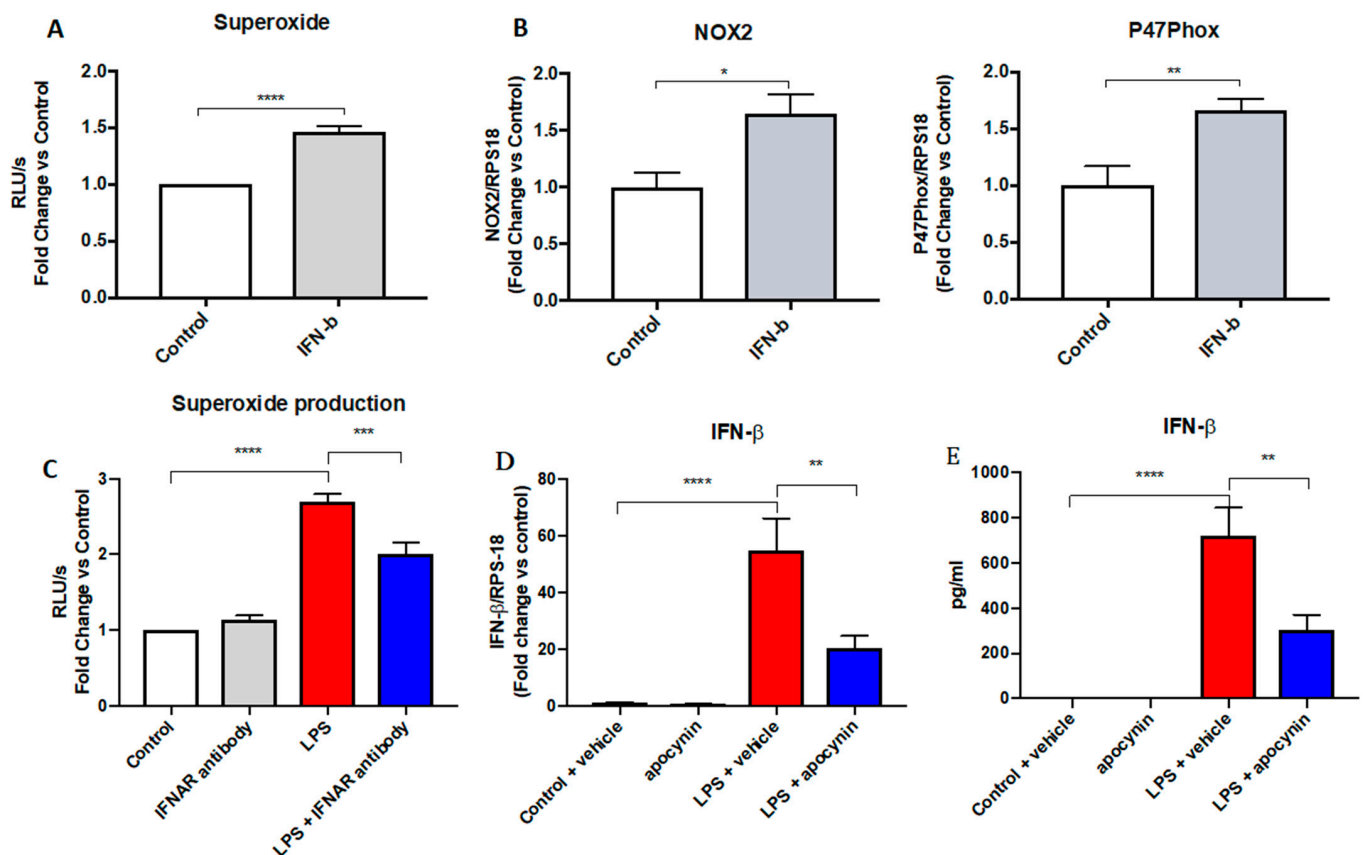 A
Superoxide
RLU/s
Fold Change vs Control
2.0
1.5
1.0
0.5
0.0
****
Control
IFN-b
B
NOX2
NOX2/RPS18
(Fold Change vs Control)
2.0
1.5
1.0
0.5
0.0
*
Control
IFN-b
P47Phox
P47Phox/RPS18
(Fold Change vs Control)
2.0
1.5
1.0
0.5
0.0
**
Control
IFN-b
C
Superoxide production
RLU/s
Fold Change vs Control
3
2
1
0
****
***
Control
IFNAR antibody
LPS
LPS + IFNAR antibody
D
IFN-β
IFN-β/RPS-18
(Fold change vs control)
80
60
40
20
0
****
**
Control + vehicle
apocynin
LPS + vehicle
LPS + apocynin
E
IFN-β
pg/ml
1000
800
600
400
200
0
****
**
Control + vehicle
apocynin
LPS + vehicle
LPS + apocynin